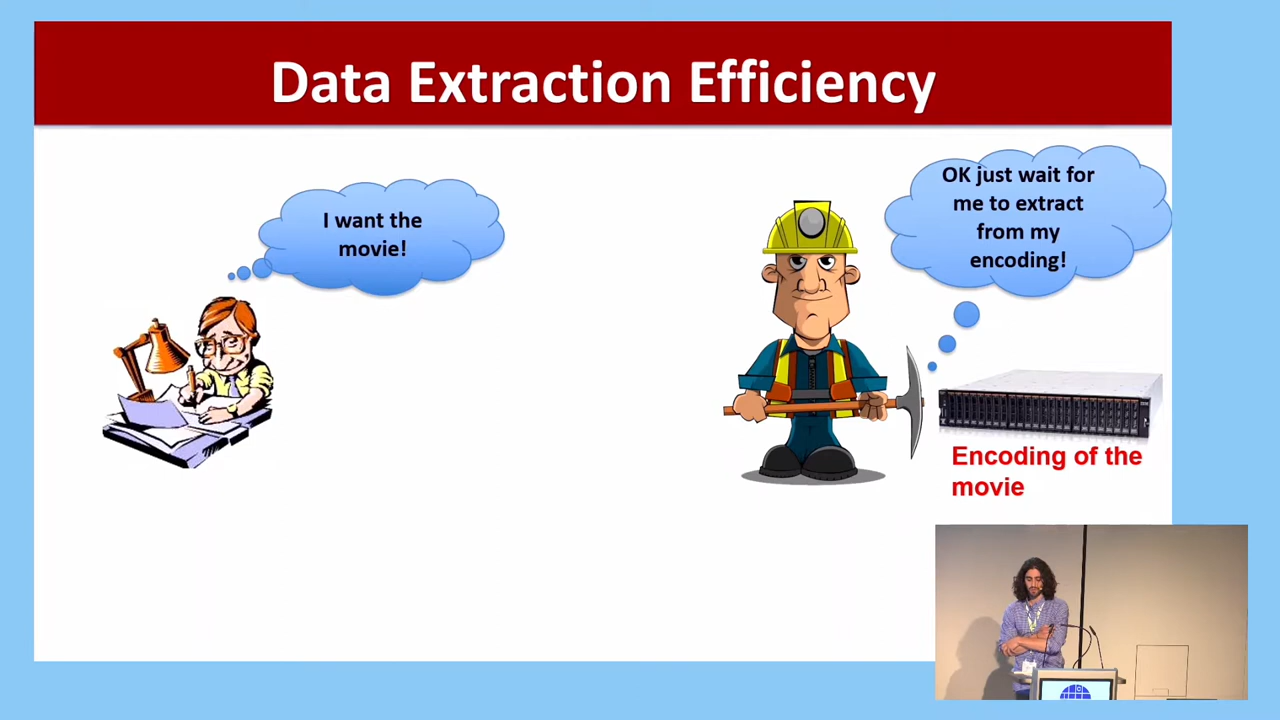 Data Extraction Efficiency
I want the
movie!
OK just wait for
me to extract
from my
encoding!
Encoding of the
movie